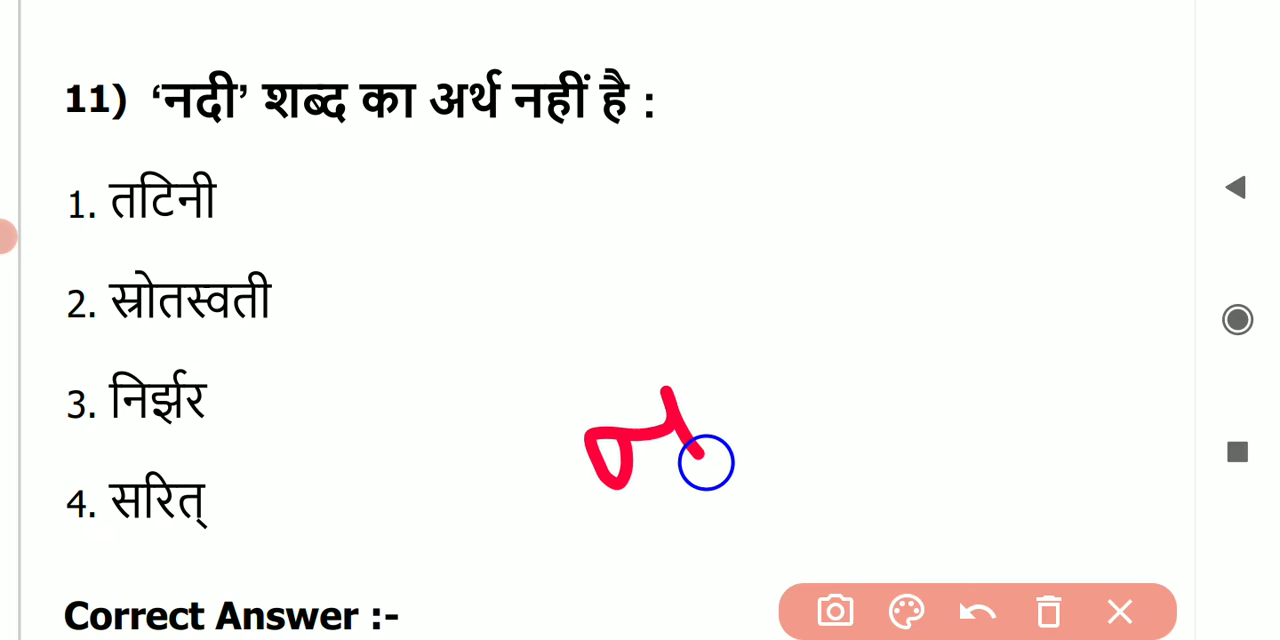 11) ‘नदी’ शब्द का अर्थ नहीं है :
1. तटिनी
2. स्रोतस्वती
3. निर्झर
4. सरित्
Correct Answer :-